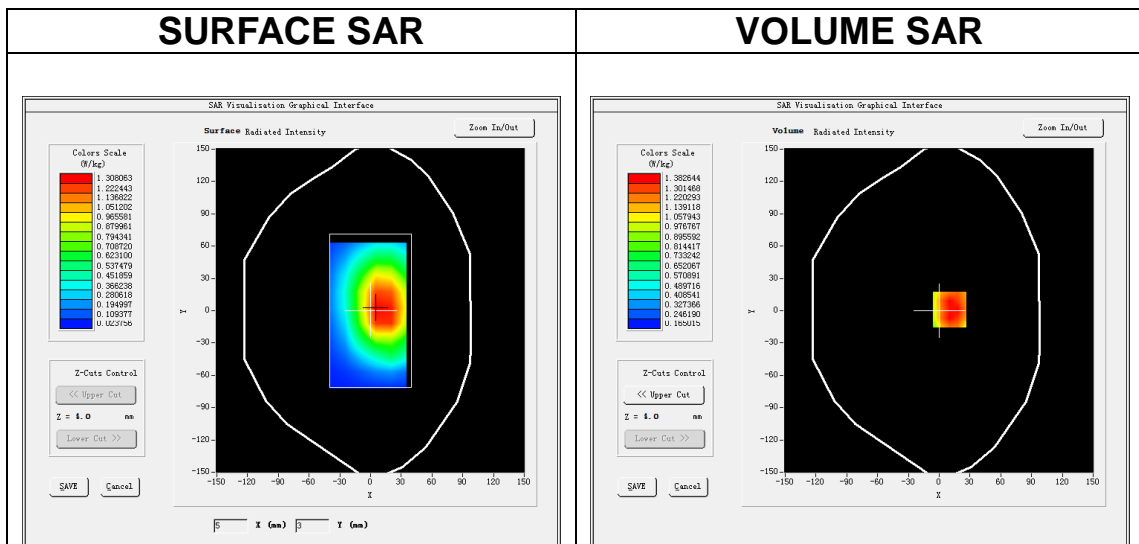 SURFACE SAR
VOLUME SAR
SAR Visualisation Graphical Interface
Surface Radiated Intensity
Zoom In/Out
Colors Scale
(W/kg)
1.308063
1.222443
1.136822
1.051202
0.965581
0.879961
0.794341
0.708720
0.623100
0.537479
0.451859
0.366238
0.280618
0.194997
0.109377
0.023756
150
120
90
60
30
0
-30
-60
-90
-120
-150
Y
-150 -120 -90 -60 -30 0 30 60 90 120 150
X
Z-Cuts Control
<< Upper Cut
Z = 4.0 mm
Lower Cut >>
SAVE Cancel
5 X (mm) 3 Y (mm)
SAR Visualisation Graphical Interface
Volume Radiated Intensity
Zoom In/Out
Colors Scale
(W/kg)
1.382644
1.301468
1.220293
1.139118
1.057943
0.976767
0.895592
0.814417
0.733242
0.652067
0.570891
0.489716
0.408541
0.327366
0.246190
0.165015
150
120
90
60
30
0
-30
-60
-90
-120
-150
Y
-150 -120 -90 -60 -30 0 30 60 90 120 150
X
Z-Cuts Control
<< Upper Cut
Z = 4.0 mm
Lower Cut >>
SAVE Cancel